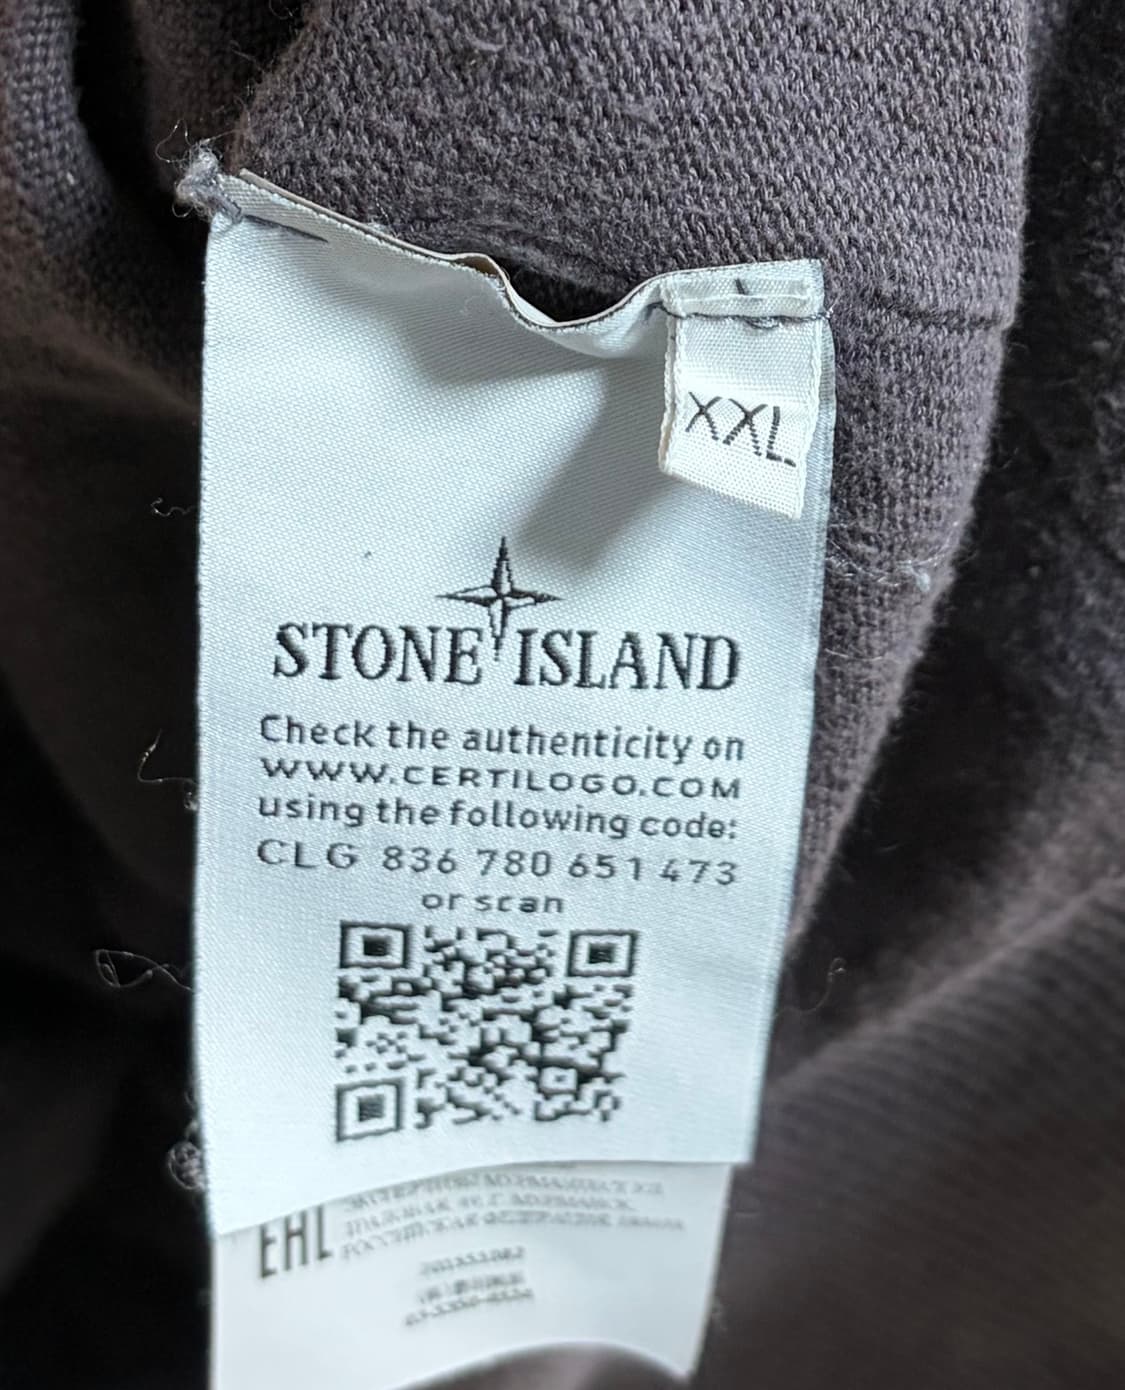 XXL
STONE ISLAND
Check the authenticity on
WWW.CERTILOGO.COM
using the following code:
CLG 836 780 651 473
or scan
EAC